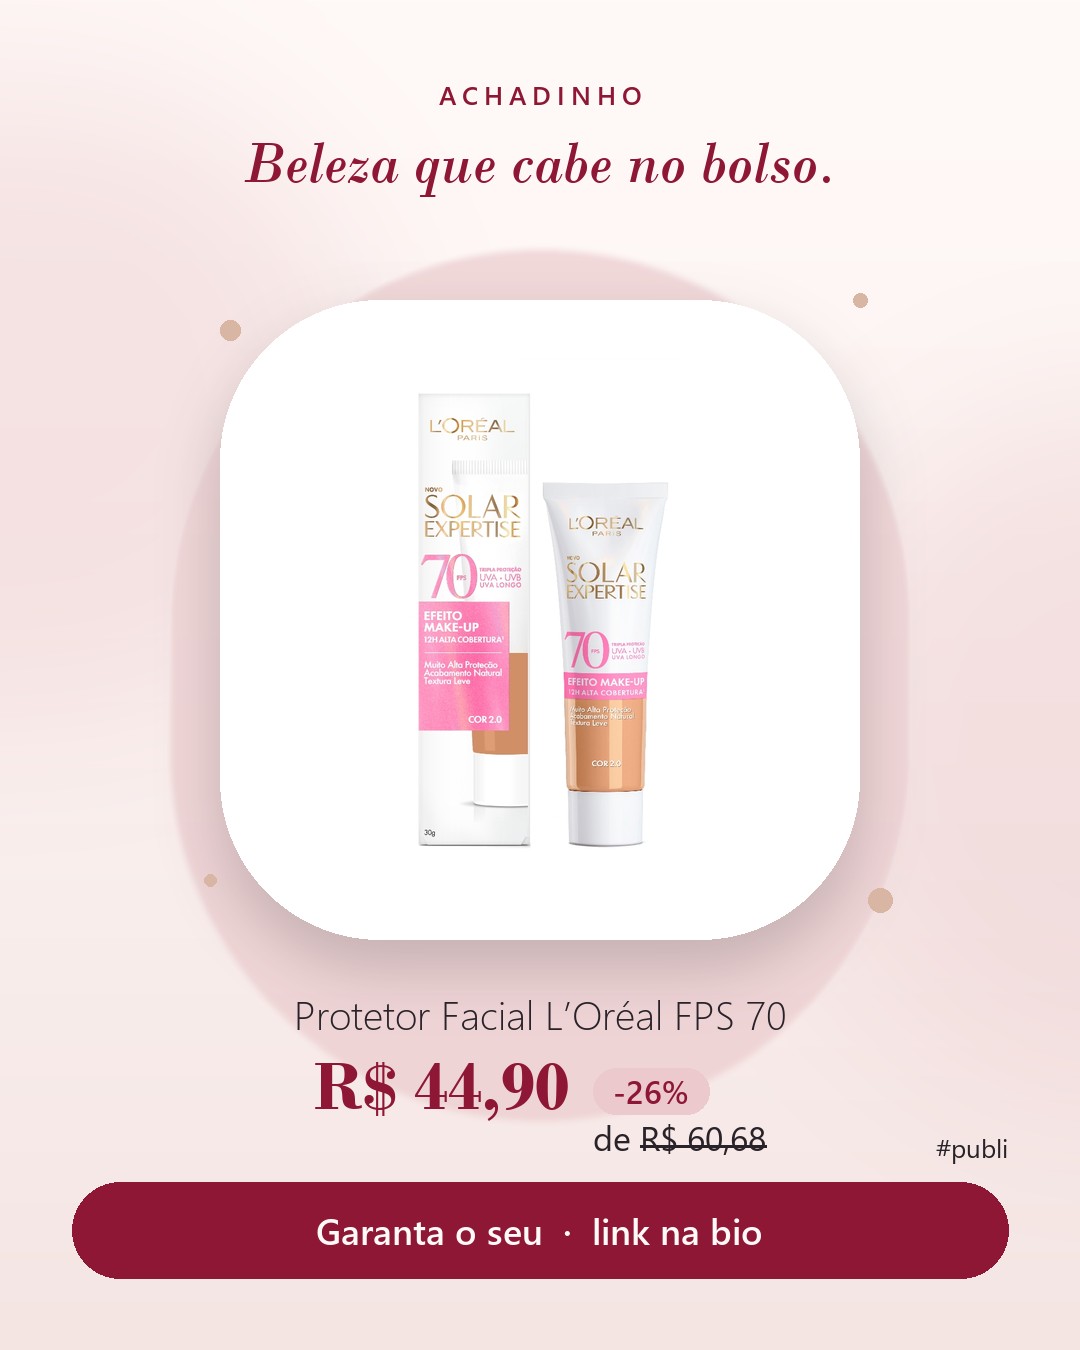 ACHADINHO
Beleza que cabe no bolso.
L'ORÉAL
PARIS
NOVO
SOLAR
EXPERTISE
70 FPS
TRIPLA PROTEÇÃO
UVA • UVB
UVA LONGO
EFEITO
MAKE-UP
12H ALTA COBERTURA¹
Muito Alta Proteção
Acabamento Natural
Textura Leve
COR 2.0
30g
L'ORÉAL
PARIS
NOVO
SOLAR
EXPERTISE
70 FPS
TRIPLA PROTEÇÃO
UVA • UVB
UVA LONGO
EFEITO MAKE-UP
12H ALTA COBERTURA¹
Muito Alta Proteção
Acabamento Natural
Textura Leve
COR 2.0
Protetor Facial L’Oréal FPS 70
R$ 44,90
-26%
de R$ 60,68
#publi
Garanta o seu · link na bio